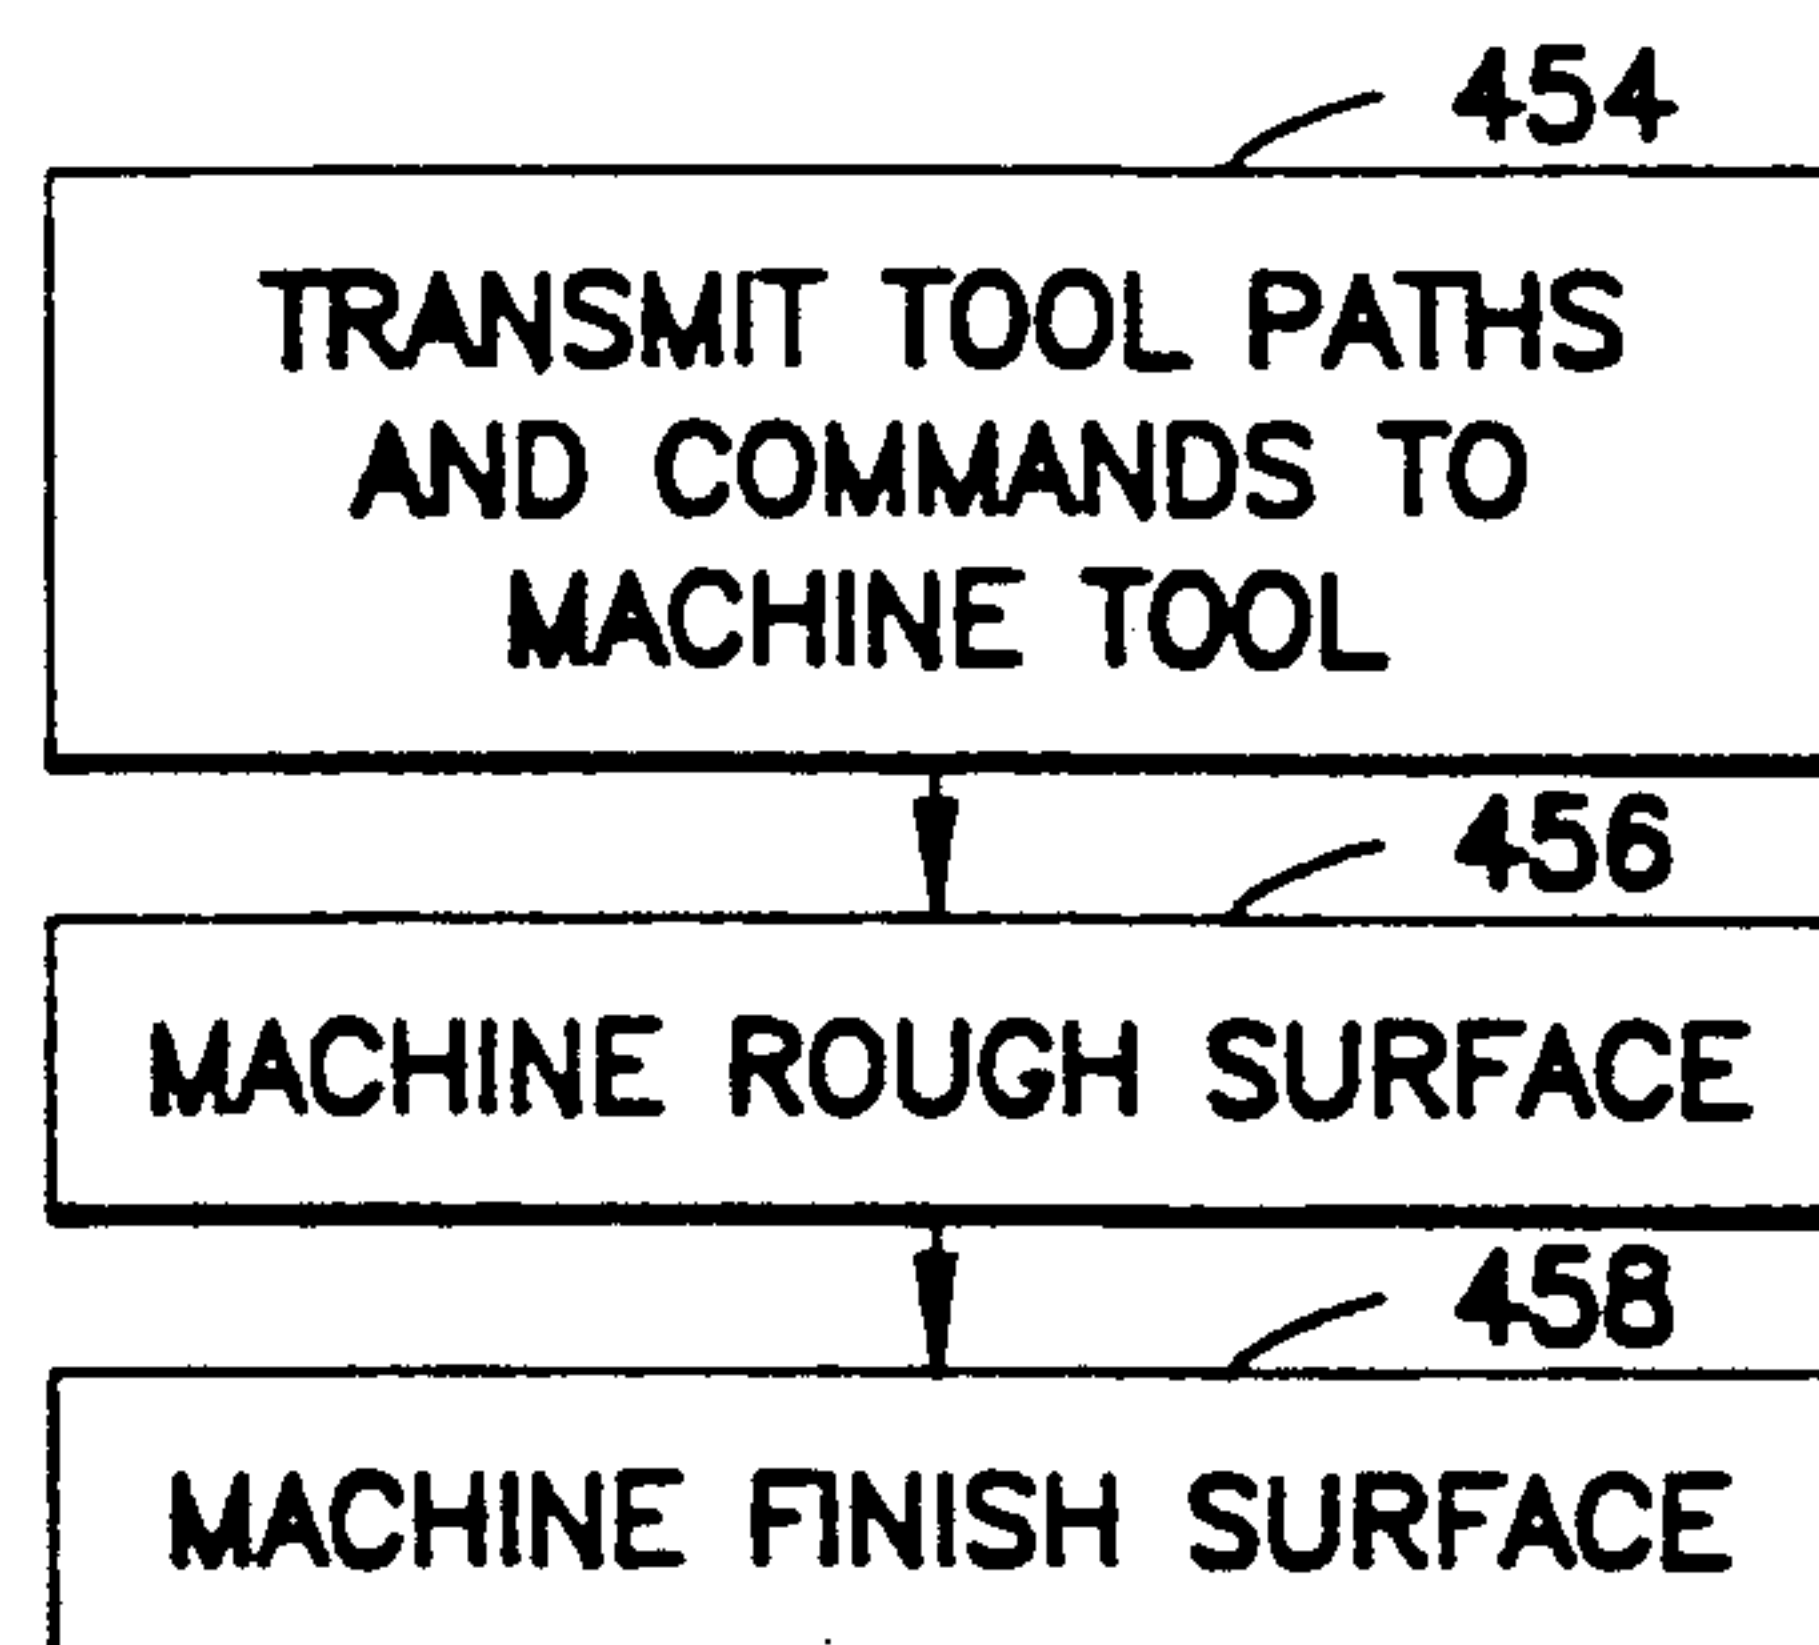 454
TRANSMIT TOOL PATHS
AND COMMANDS TO
MACHINE TOOL
456
MACHINE ROUGH SURFACE
458
MACHINE FINISH SURFACE